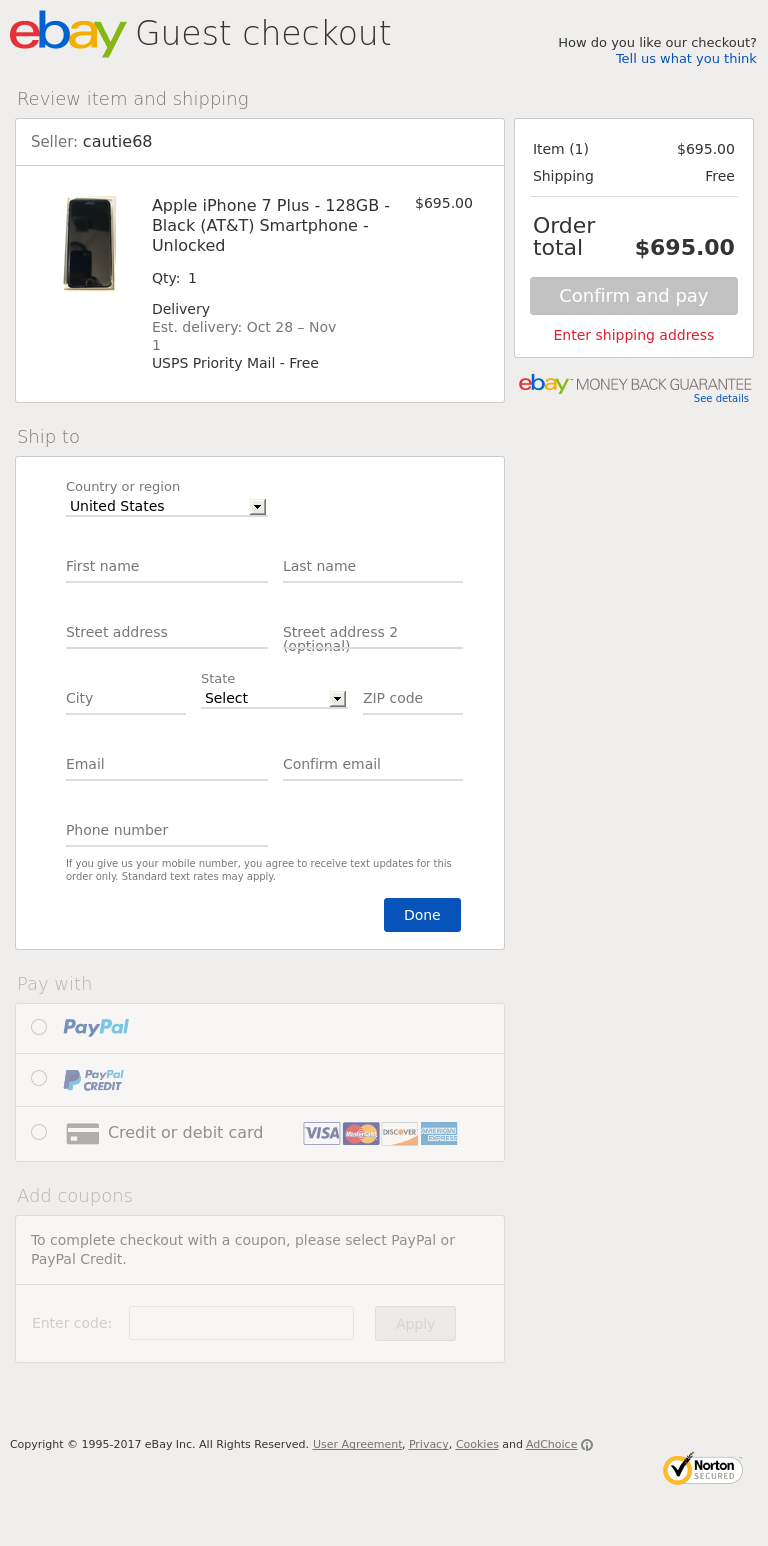 ebay Guest checkout
How do you like our checkout?
Tell us what you think
Review item and shipping
Seller: cautie68
Apple iPhone 7 Plus - 128GB -
Black (AT&T) Smartphone -
Unlocked
$695.00
Qty: 1
Delivery
Est. delivery: Oct 28 – Nov
1
USPS Priority Mail - Free
Item (1) $695.00
Shipping Free
Order
total $695.00
Confirm and pay
Enter shipping address
ebay MONEY BACK GUARANTEE
See details
Ship to
Country or region
United States
First name Last name
Street address Street address 2
(optional)
State
City Select ZIP code
Email Confirm email
Phone number
If you give us your mobile number, you agree to receive text updates for this
order only. Standard text rates may apply.
Done
Pay with
PayPal
PayPal
CREDIT
Credit or debit card VISA MasterCard DISCOVER AMERICAN EXPRESS
Add coupons
To complete checkout with a coupon, please select PayPal or
PayPal Credit.
Enter code: Apply
Copyright © 1995-2017 eBay Inc. All Rights Reserved. User Agreement, Privacy, Cookies and AdChoice
Norton
SECURED